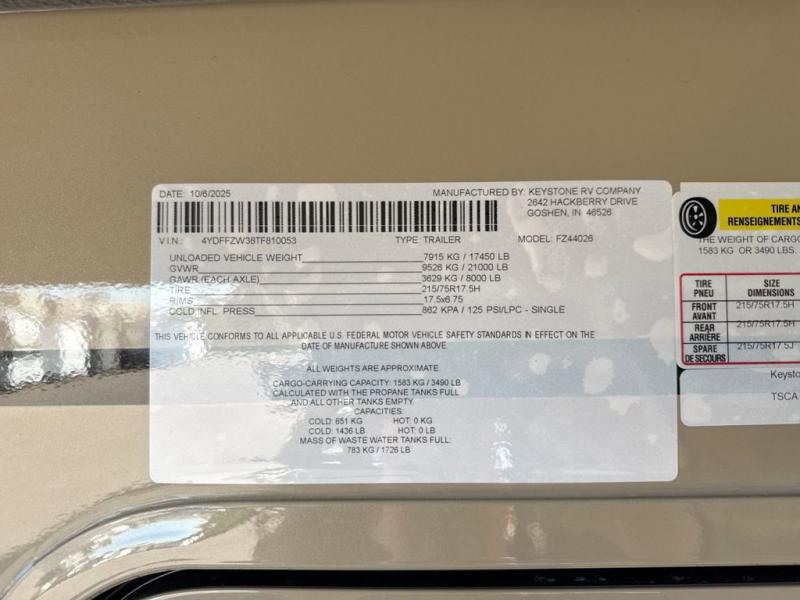 DATE: 10/6/2025
MANUFACTURED BY: KEYSTONE RV COMPANY
2642 HACKBERRY DRIVE
GOSHEN, IN 46526
V.I.N.: 4YDFFZW38TF810053 TYPE: TRAILER MODEL: FZ44026
UNLOADED VEHICLE WEIGHT 7915 KG / 17450 LB
GVWR 9526 KG / 21000 LB
GAWR (EACH AXLE) 3629 KG / 8000 LB
TIRE 215/75R17.5H
RIMS 17.5x6.75
COLD INFL. PRESS 862 KPA / 125 PSI/LPC - SINGLE
THIS VEHICLE CONFORMS TO ALL APPLICABLE U.S. FEDERAL MOTOR VEHICLE SAFETY STANDARDS IN EFFECT ON THE
DATE OF MANUFACTURE SHOWN ABOVE.
ALL WEIGHTS ARE APPROXIMATE
CARGO-CARRYING CAPACITY: 1583 KG / 3490 LB
CALCULATED WITH THE PROPANE TANKS FULL
AND ALL OTHER TANKS EMPTY.
CAPACITIES:
COLD: 651 KG HOT: 0 KG
COLD: 1436 LB HOT: 0 LB
MASS OF WASTE WATER TANKS FULL:
783 KG / 1726 LB
TIRE AN
RENSEIGNEMENTS
THE WEIGHT OF CARGO
1583 KG OR 3490 LBS.
TIRE PNEU SIZE DIMENSIONS
FRONT AVANT 215/75R17.5H
REAR ARRIÈRE 215/75R17.5H
SPARE DE SECOURS 215/75R17.5J
Keysto
TSCA